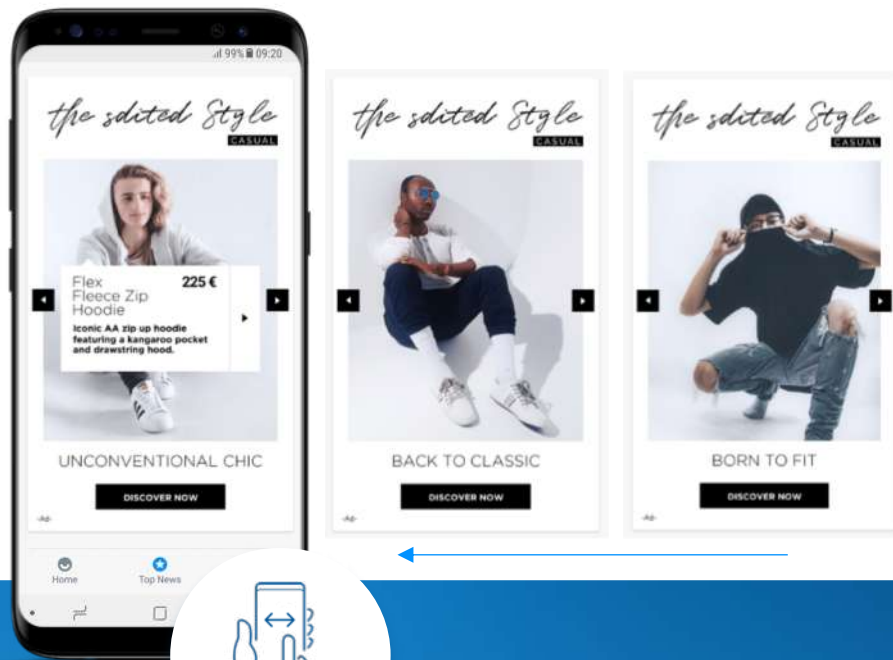 99% 09:20
the sdited Style
CASUAL
Flex
Fleece Zip
Hoodie
225 €
Iconic AA zip up hoodie
featuring a kangaroo pocket
and drawstring hood.
UNCONVENTIONAL CHIC
DISCOVER NOW
-Ad-
Home
Top News
the sdited Style
CASUAL
BACK TO CLASSIC
DISCOVER NOW
-Ad-
the sdited Style
CASUAL
BORN TO FIT
DISCOVER NOW
-Ad-